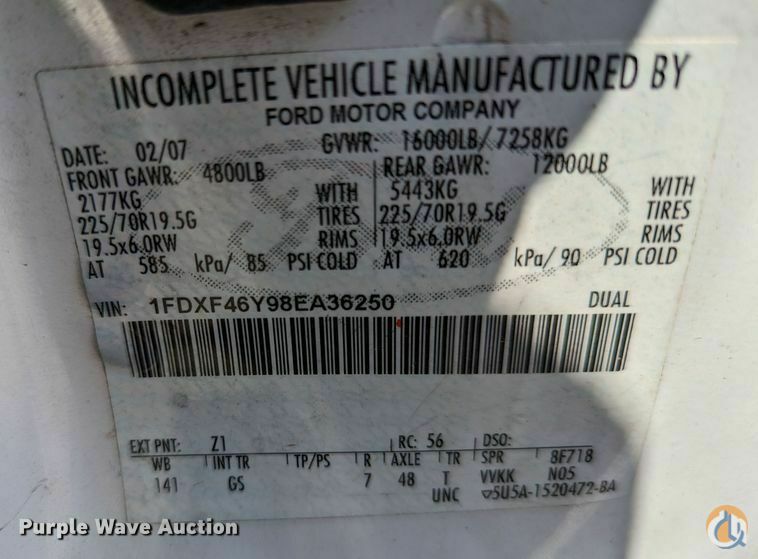 INCOMPLETE VEHICLE MANUFACTURED BY
FORD MOTOR COMPANY
DATE: 02/07 GVWR: 16000LB/ 7258KG
FRONT GAWR: 4800LB REAR GAWR: 12000LB
2177KG WITH 5443KG WITH
225/70R19.5G TIRES 225/70R19.5G TIRES
19.5x6.0RW RIMS 19.5x6.0RW RIMS
AT 585 kPa/ 85 PSI COLD AT 620 kPa/ 90 PSI COLD
VIN: 1FDXF46Y98EA36250 DUAL
EXT PNT: Z1 RC: 56 DSO:
WB INT TR TP/PS R AXLE TR SPR 8F718
141 GS 7 48 T VVKK N05
UNC 5U5A-1520472-BA
Purple Wave Auction